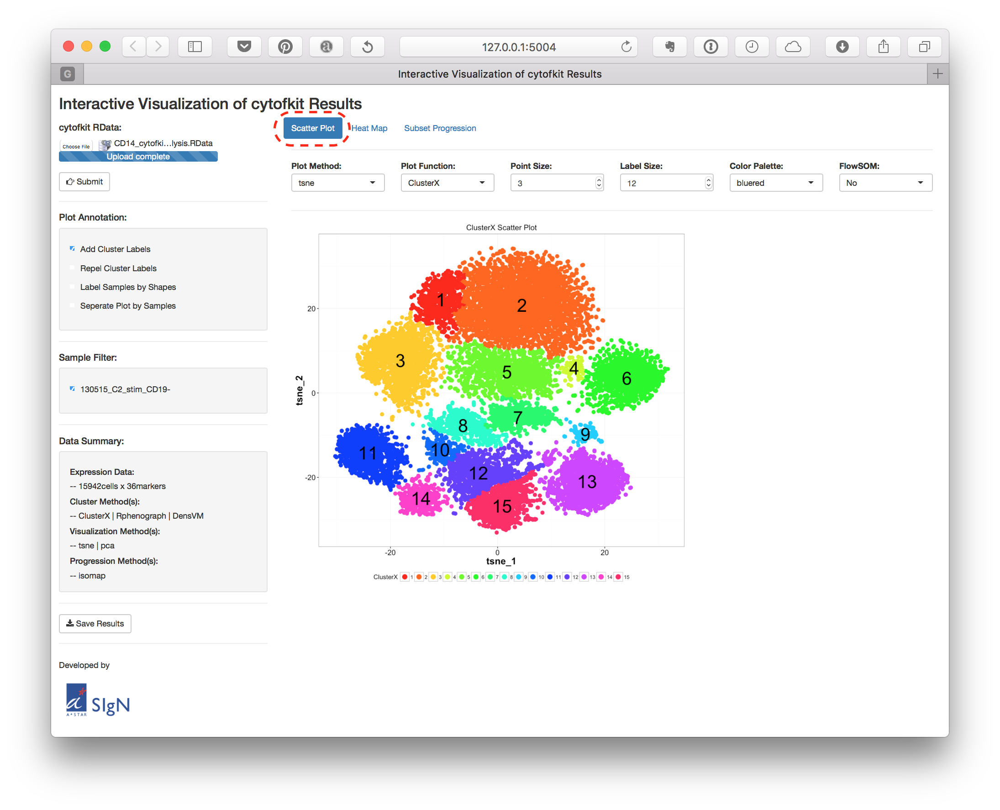 127.0.0.1:5004
G
Interactive Visualization of cytofkit Results
Interactive Visualization of cytofkit Results
cytofkit RData:
Choose File CD14_cytofki...lysis.RData
Upload complete
Submit
Plot Annotation:
Add Cluster Labels
Repel Cluster Labels
Label Samples by Shapes
Seperate Plot by Samples
Sample Filter:
130515_C2_stim_CD19-
Data Summary:
Expression Data:
-- 15942cells x 36markers
Cluster Method(s):
-- ClusterX | Rphenograph | DensVM
Visualization Method(s):
-- tsne | pca
Progression Method(s):
-- isomap
Save Results
Developed by
a
A*STAR
SIgN
Scatter Plot Heat Map Subset Progression
Plot Method: Plot Function: Point Size: Label Size: Color Palette: FlowSOM:
tsne ClusterX 3 12 bluered No
ClusterX Scatter Plot
1
2
3
4
5
6
7
8
9
10
11
12
13
14
15
20
0
-20
tsne_2
-20 0 20
tsne_1
ClusterX 1 2 3 4 5 6 7 8 9 10 11 12 13 14 15